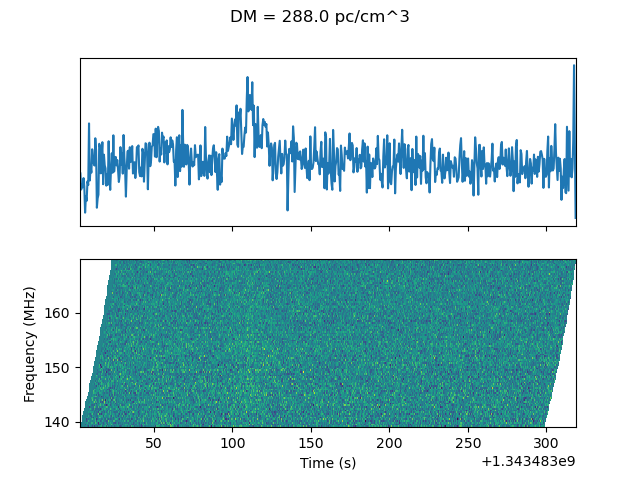 DM = 288.0 pc/cm^3
Frequency (MHz)
160
150
140
50 100 150 200 250 300
Time (s)
+1.343483e9